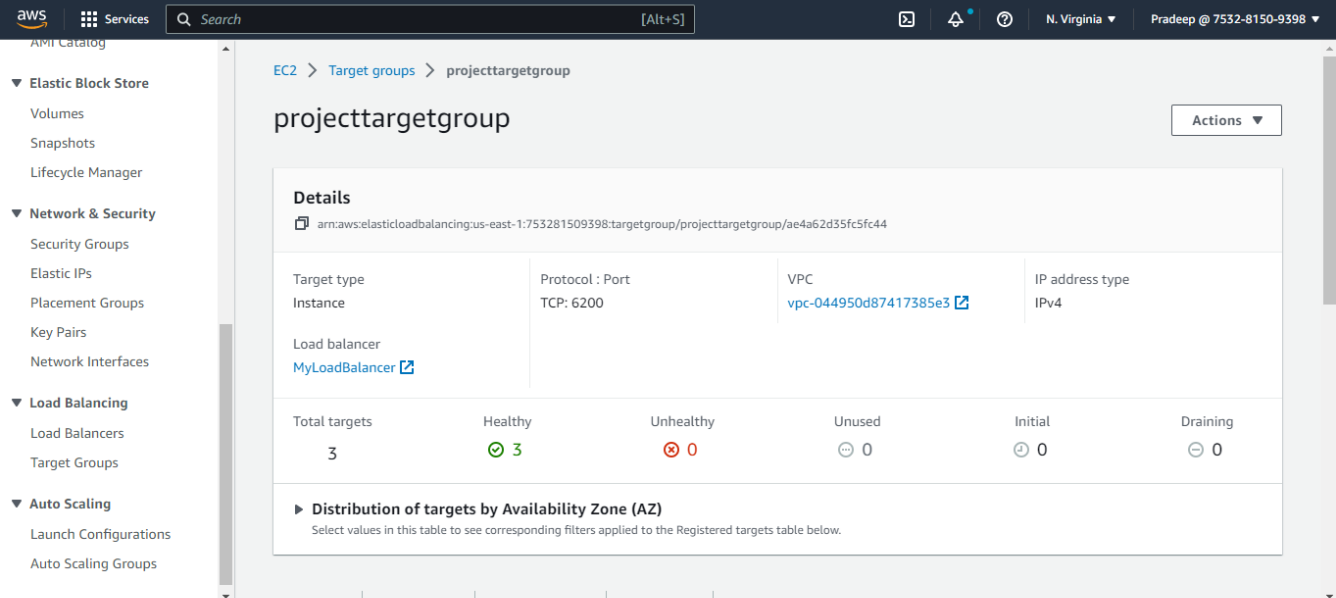 aws
Services
Search
[Alt+S]
N. Virginia
Pradeep @ 7532-8150-9398
AMI Catalog
Elastic Block Store
Volumes
Snapshots
Lifecycle Manager
Network & Security
Security Groups
Elastic IPs
Placement Groups
Key Pairs
Network Interfaces
Load Balancing
Load Balancers
Target Groups
Auto Scaling
Launch Configurations
Auto Scaling Groups
EC2 > Target groups > projecttargetgroup
projecttargetgroup
Actions
Details
arn:aws:elasticloadbalancing:us-east-1:753281509398:targetgroup/projecttargetgroup/ae4a62d35fc5fc44
Target type
Instance
Protocol : Port
TCP: 6200
VPC
vpc-044950d87417385e3
IP address type
IPv4
Load balancer
MyLoadBalancer
Total targets
3
Healthy
3
Unhealthy
0
Unused
0
Initial
0
Draining
0
Distribution of targets by Availability Zone (AZ)
Select values in this table to see corresponding filters applied to the Registered targets table below.